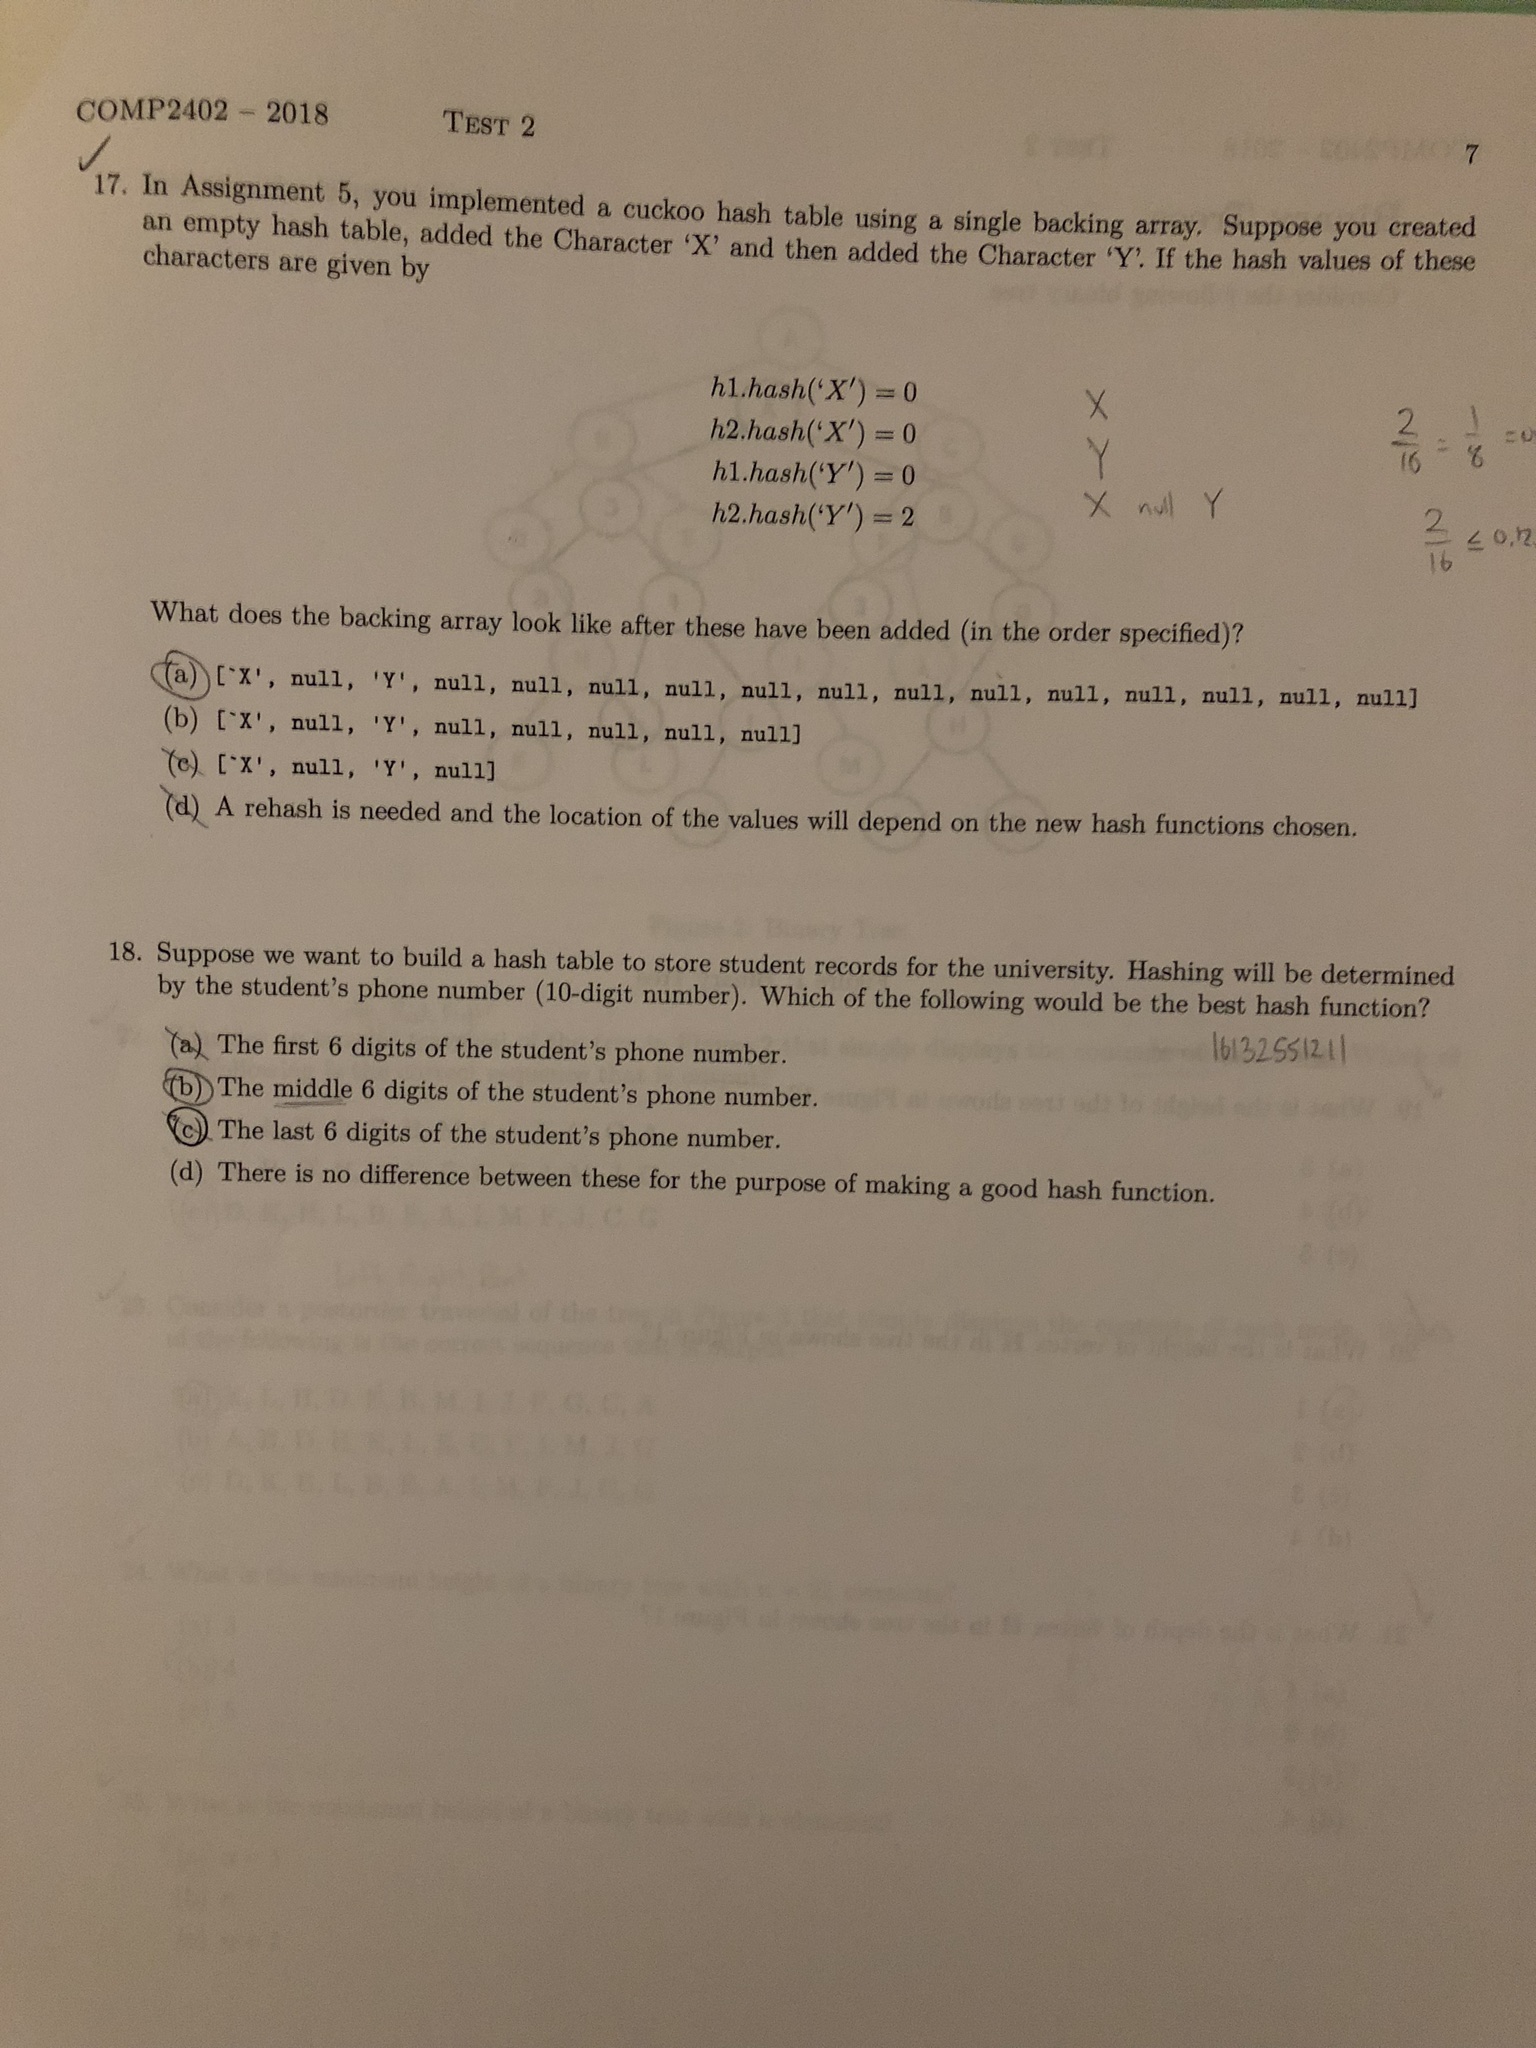 COMP2402 – 2018 TEST 2
7
17. In Assignment 5, you implemented a cuckoo hash table using a single backing array. Suppose you created
an empty hash table, added the Character ‘X’ and then added the Character ‘Y’. If the hash values of these
characters are given by
h1.hash(‘X′) = 0 X
h2.hash(‘X′) = 0 2/16 = 1/8
h1.hash(‘Y′) = 0 Y
h2.hash(‘Y′) = 2 X null Y
2/16 ≤
What does the backing array look like after these have been added (in the order specified)?
(a) [`X', null, 'Y', null, null, null, null, null, null, null, null, null, null, null, null, null]
(b) [`X', null, 'Y', null, null, null, null, null]
(c) [`X', null, 'Y', null]
(d) A rehash is needed and the location of the values will depend on the new hash functions chosen.
18. Suppose we want to build a hash table to store student records for the university. Hashing will be determined
by the student's phone number (10-digit number). Which of the following would be the best hash function?
(a) The first 6 digits of the student's phone number. |6132551211
(b) The middle 6 digits of the student's phone number.
(c) The last 6 digits of the student's phone number.
(d) There is no difference between these for the purpose of making a good hash function.